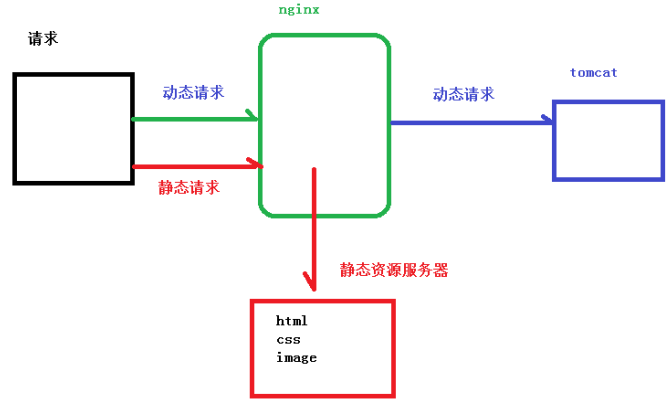 nginx
请求
tomcat
动态请求
动态请求
静态请求
静态资源服务器
html
css
image